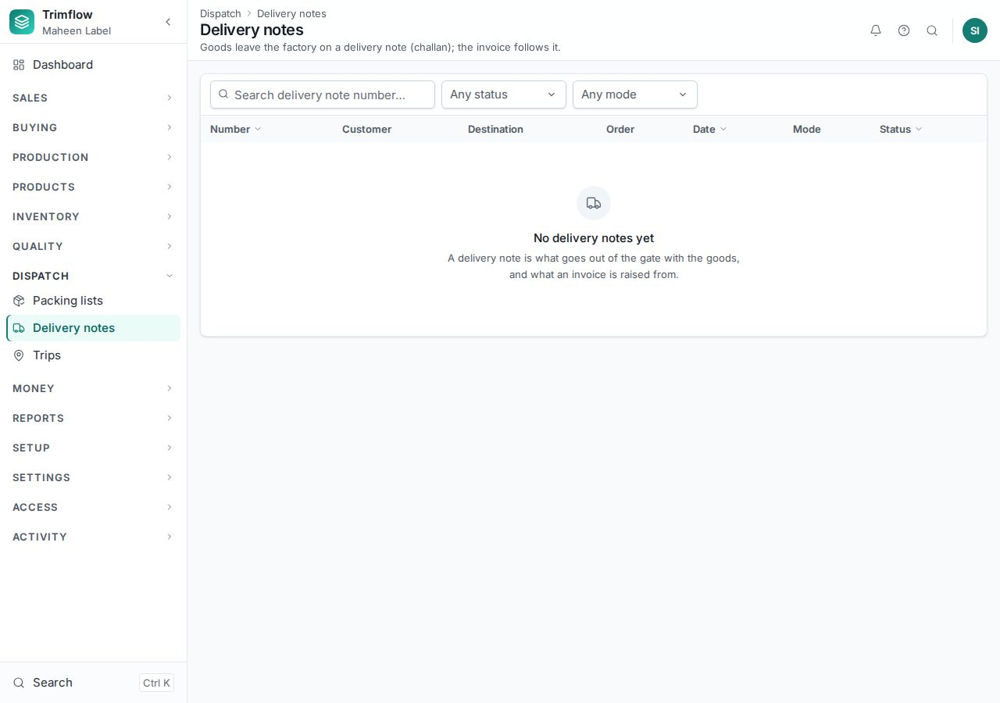 Trimflow
Maheen Label
Dashboard
SALES
BUYING
PRODUCTION
PRODUCTS
INVENTORY
QUALITY
DISPATCH
Packing lists
Delivery notes
Trips
MONEY
REPORTS
SETUP
SETTINGS
ACCESS
ACTIVITY
Search Ctrl K
Dispatch Delivery notes
Delivery notes
Goods leave the factory on a delivery note (challan); the invoice follows it.
SI
Search delivery note number... Any status Any mode
Number Customer Destination Order Date Mode Status
No delivery notes yet
A delivery note is what goes out of the gate with the goods,
and what an invoice is raised from.